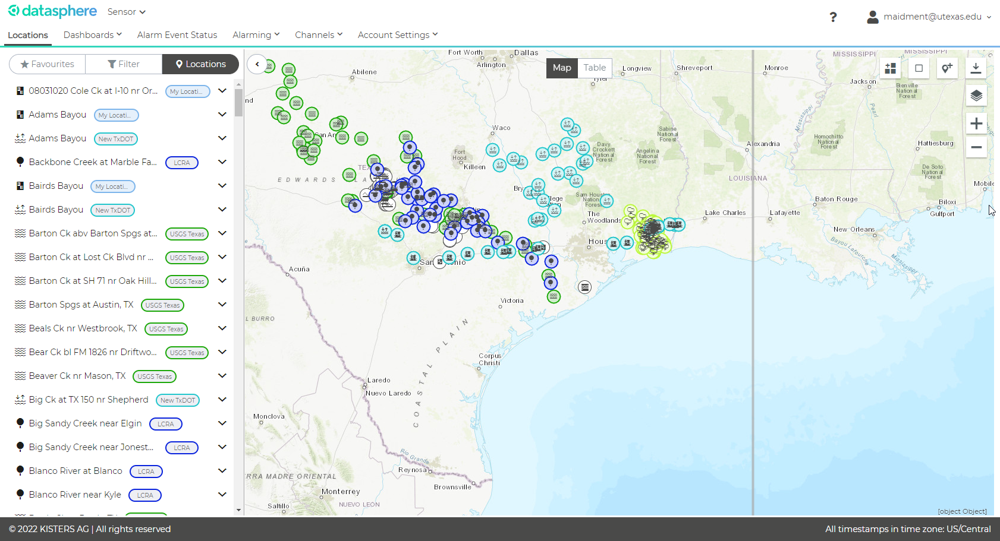 datasphere Sensor
? maidment@utexas.edu
Locations Dashboards Alarm Event Status Alarming Channels Account Settings
Favourites Filter Locations
08031020 Cole Ck at I-10 nr Or... My Locati...
Adams Bayou My Locati...
Adams Bayou New TxDOT
Backbone Creek at Marble Fa... LCRA
Bairds Bayou My Locati...
Bairds Bayou New TxDOT
Barton Ck abv Barton Spgs at... USGS Texas
Barton Ck at Lost Ck Blvd nr ... USGS Texas
Barton Ck at SH 71 nr Oak Hill... USGS Texas
Barton Spgs at Austin, TX USGS Texas
Beals Ck nr Westbrook, TX USGS Texas
Bear Ck bl FM 1826 nr Driftwo... USGS Texas
Beaver Ck nr Mason, TX USGS Texas
Big Ck at TX 150 nr Shepherd New TxDOT
Big Sandy Creek near Elgin LCRA
Big Sandy Creek near Jonest... LCRA
Blanco River at Blanco LCRA
Blanco River near Kyle LCRA
Map Table
Fort Worth
Dallas
Arlington
Abilene
Tyler
Longview
Shreveport
Monroe
MISSISSIPPI
MISSISSIPPI
Jackson
Bienville
National
Forest
Mississippi
Pearl
nd
San An
Waco
Sabine
National
Forest
Davy
Crockett
National
Forest
Angelina
National
Forest
Alexandria
Homochitto
National
Forest
Hattiesburg
Fort
Hood
Killeen
De Soto
National
Forest
EDWARDS
LOUISIANA
Mobile
Bry
llege
Sam Houston
National
Forest
Baton Rouge
Biloxi
Gulfport
The
Woodlands
Lake Charles
Lafayette
New Orleans
Bayou Lafourche
Mississippi
Hous
San
onio
Acuña
Victoria
L BURRO
COASTAL PLAIN
Corpus
Christi
Laredo
Nuevo Laredo
Monclova
Rio Grande
Reynosa
RRA MADRE ORIENTAL
Brownsville
Monterrey
NUEVO LEON
Saltillo
[object Object]
© 2022 KISTERS AG | All rights reserved
All timestamps in time zone: US/Central